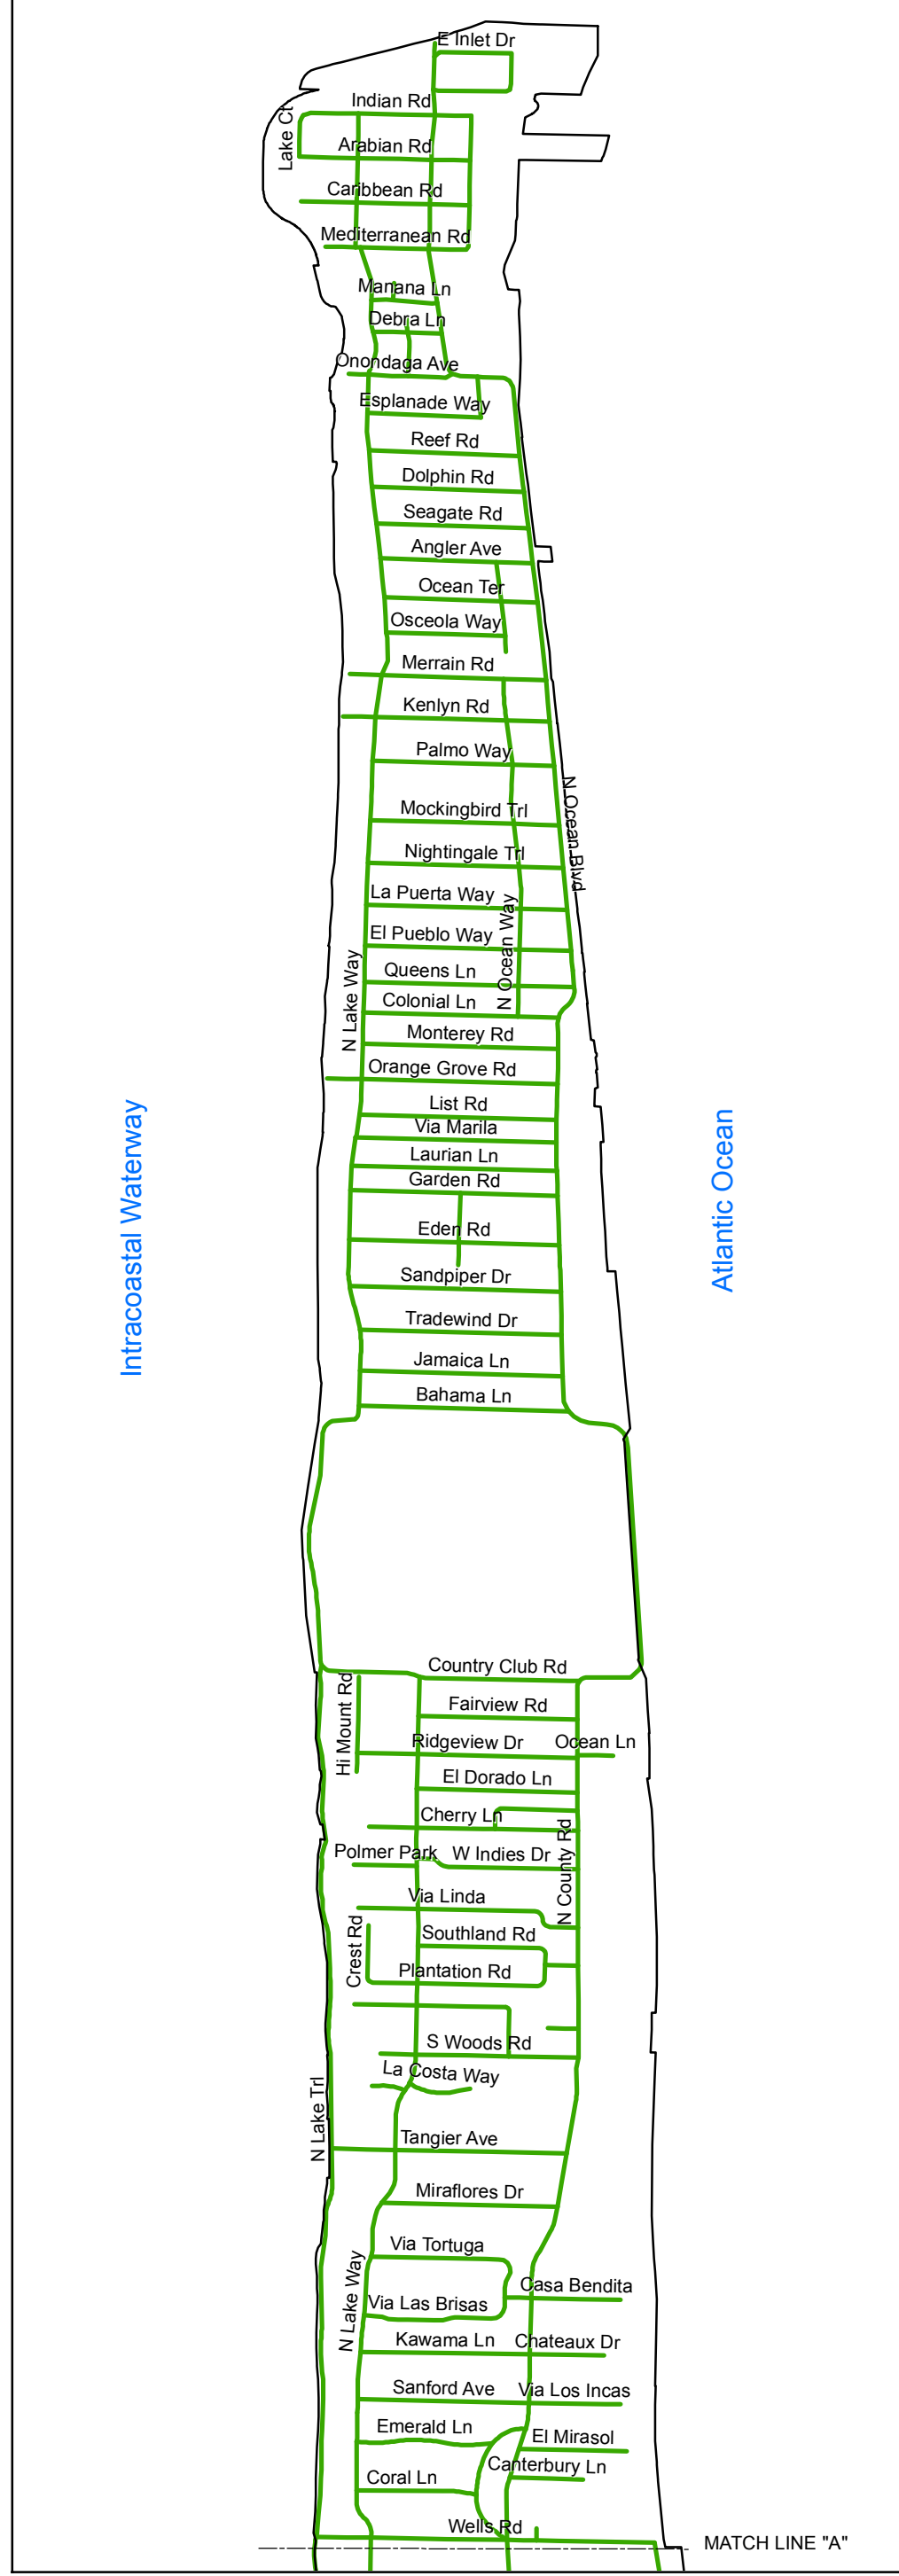 E Inlet Dr
Indian Rd
Lake Ct
Arabian Rd
Caribbean Rd
Mediterranean Rd
Manana Ln
Debra Ln
Onondaga Ave
Esplanade Way
Reef Rd
Dolphin Rd
Seagate Rd
Angler Ave
Ocean Ter
Osceola Way
Merrain Rd
Kenlyn Rd
Palmo Way
N Ocean Blvd
Mockingbird Trl
Nightingale Trl
La Puerta Way
N Ocean Way
El Pueblo Way
N Lake Way
Queens Ln
Colonial Ln
Monterey Rd
Orange Grove Rd
List Rd
Via Marila
Laurian Ln
Garden Rd
Intracoastal Waterway
Atlantic Ocean
Eden Rd
Sandpiper Dr
Tradewind Dr
Jamaica Ln
Bahama Ln
Country Club Rd
Hi Mount Rd
Fairview Rd
Ridgeview Dr
Ocean Ln
El Dorado Ln
Cherry Ln
N County Rd
Polmer Park
W Indies Dr
Via Linda
Crest Rd
Southland Rd
Plantation Rd
S Woods Rd
La Costa Way
N Lake Trl
Tangier Ave
Miraflores Dr
Via Tortuga
N Lake Way
Casa Bendita
Via Las Brisas
Kawama Ln
Chateaux Dr
Sanford Ave
Via Los Incas
Emerald Ln
El Mirasol
Canterbury Ln
Coral Ln
Wells Rd
MATCH LINE "A"